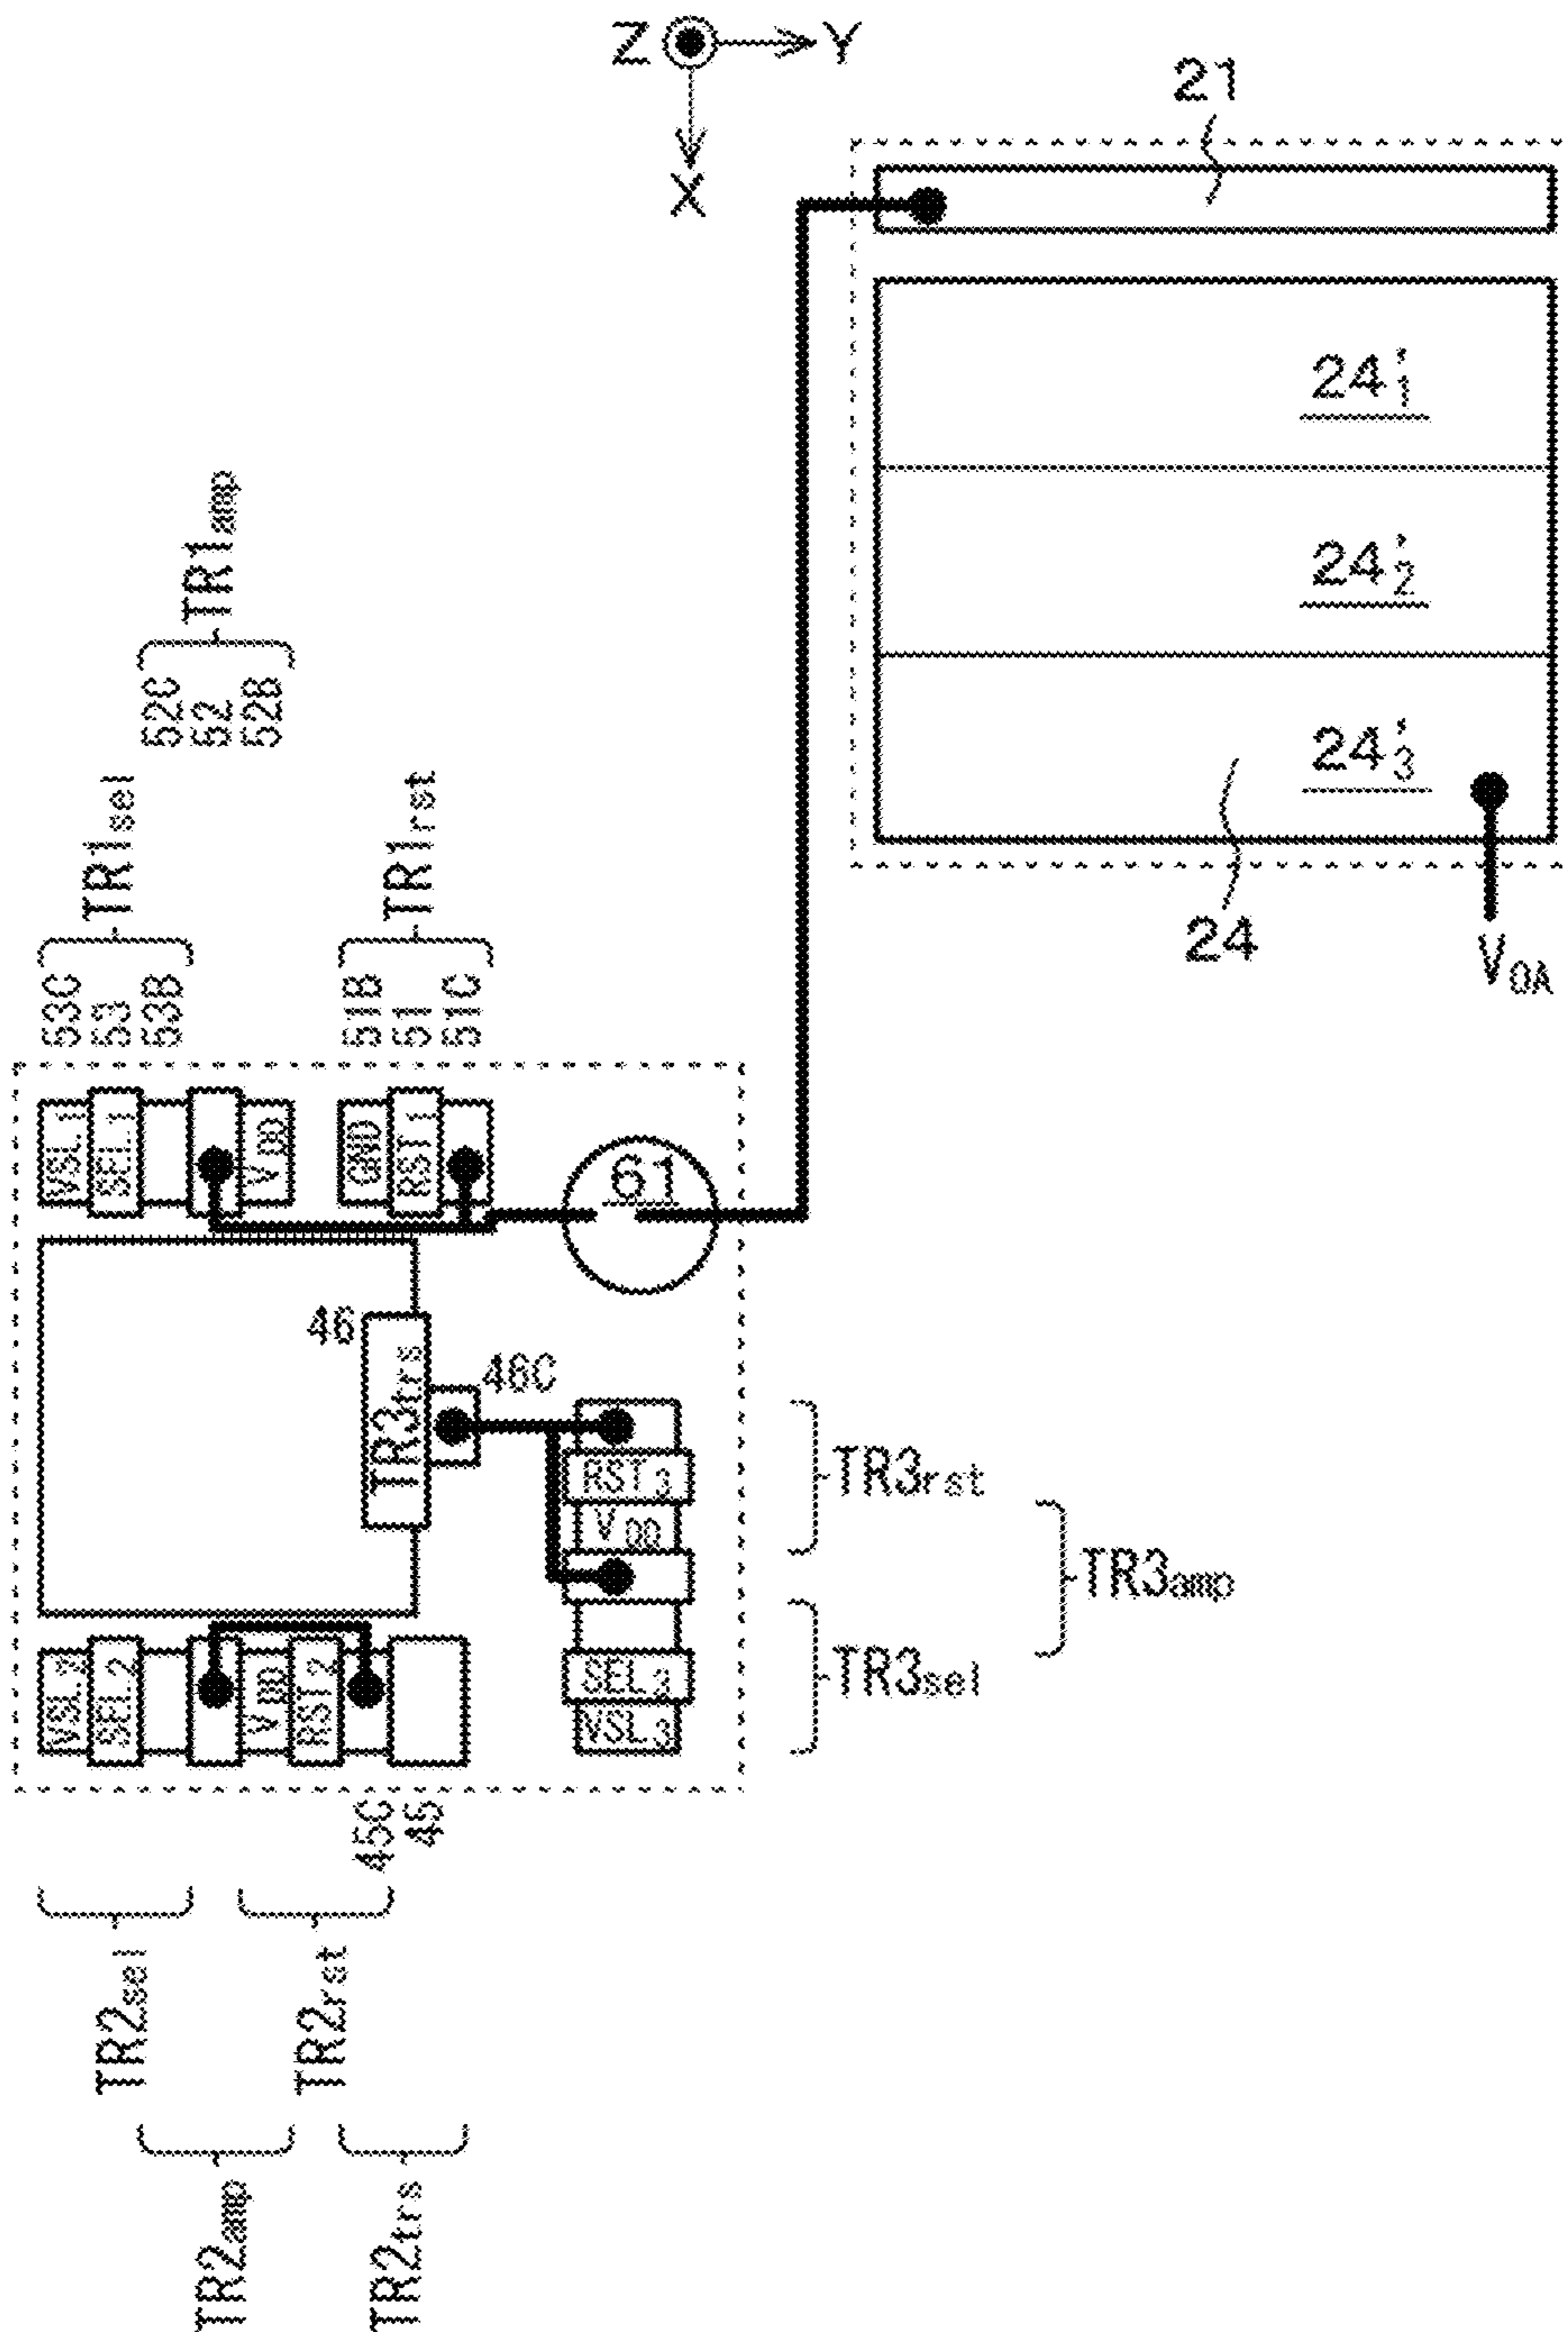 Z
Y
X
21
24'1
24'2
24'3
24
VOA
TR1amp
52C
52
52B
TR1sel
53C
53
53B
TR1rst
51B
51
51C
VSL1
SEL1
VDD
GND
RST1
61
46
TR3trs
46C
RST3
VDD
SEL3
VSL3
TR3rst
TR3amp
TR3sel
VSL2
SEL2
VDD
RST2
45C
45
TR2sel
TR2rst
TR2amp
TR2trs